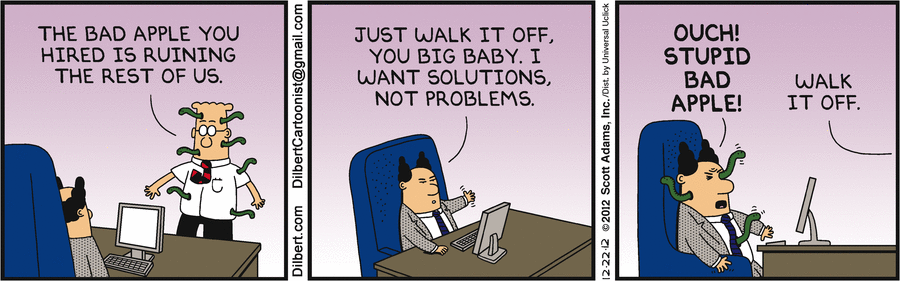 THE BAD APPLE YOU
HIRED IS RUINING
THE REST OF US.
Dilbert.com DilbertCartoonist@gmail.com
JUST WALK IT OFF,
YOU BIG BABY. I
WANT SOLUTIONS,
NOT PROBLEMS.
12-22-12 ©2012 Scott Adams, Inc./Dist. by Universal Uclick
OUCH!
STUPID
BAD
APPLE!
WALK
IT OFF.